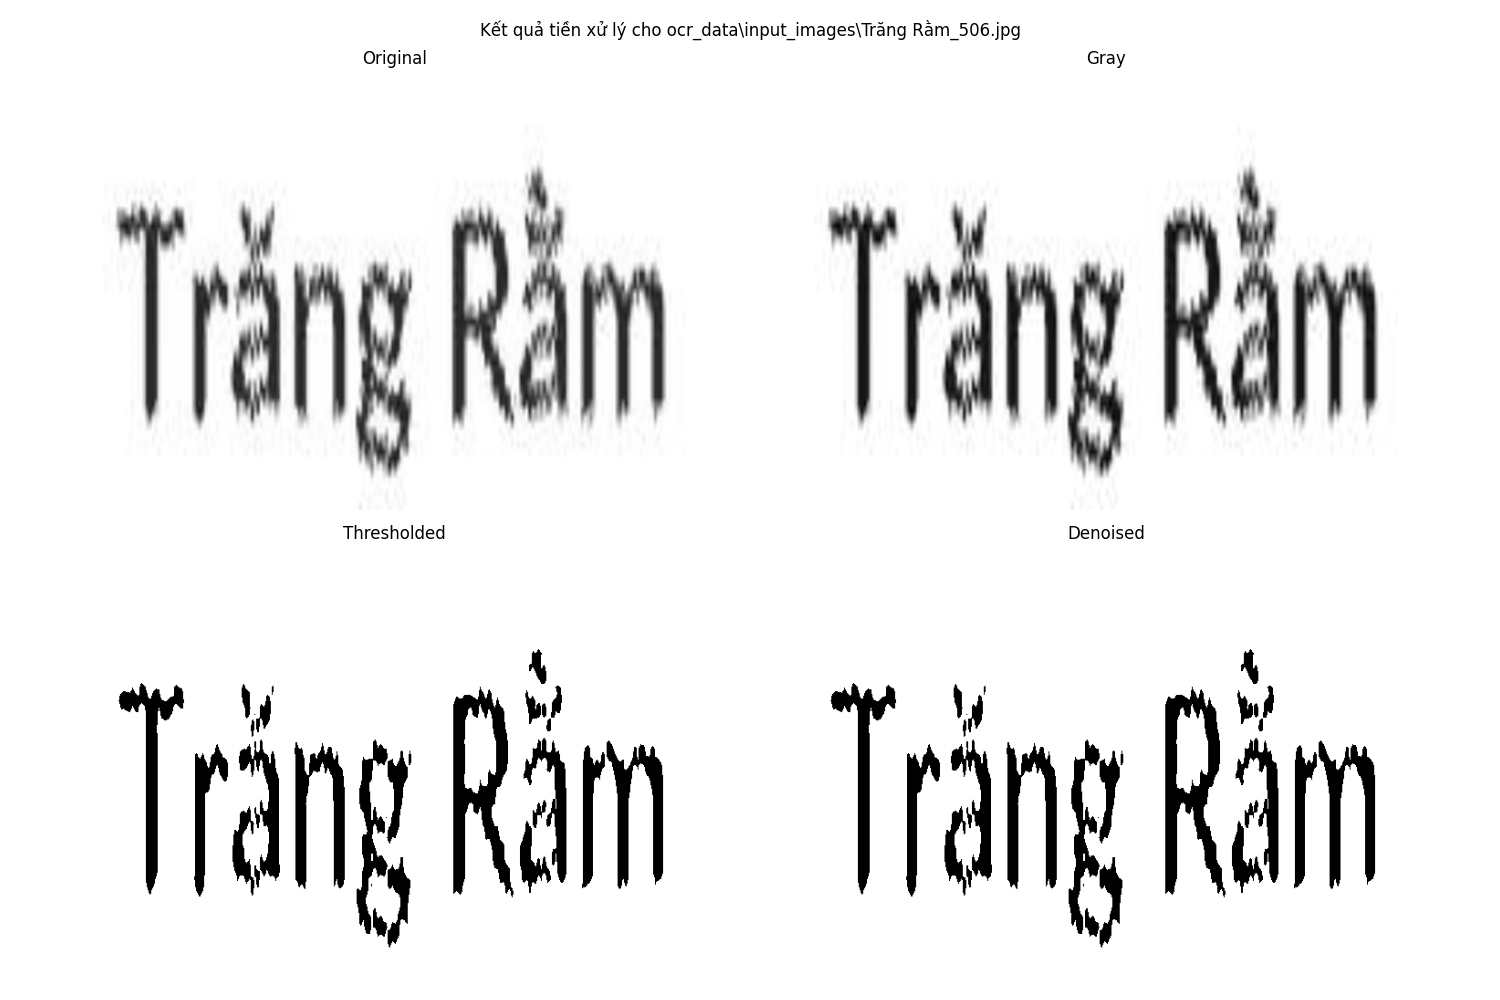 Kết quả tiền xử lý cho ocr_data\input_images\Trăng Rằm_506.jpg
Original
Gray
Trăng Rằm
Trăng Rằm
Thresholded
Denoised
Trăng Rằm
Trăng Rằm